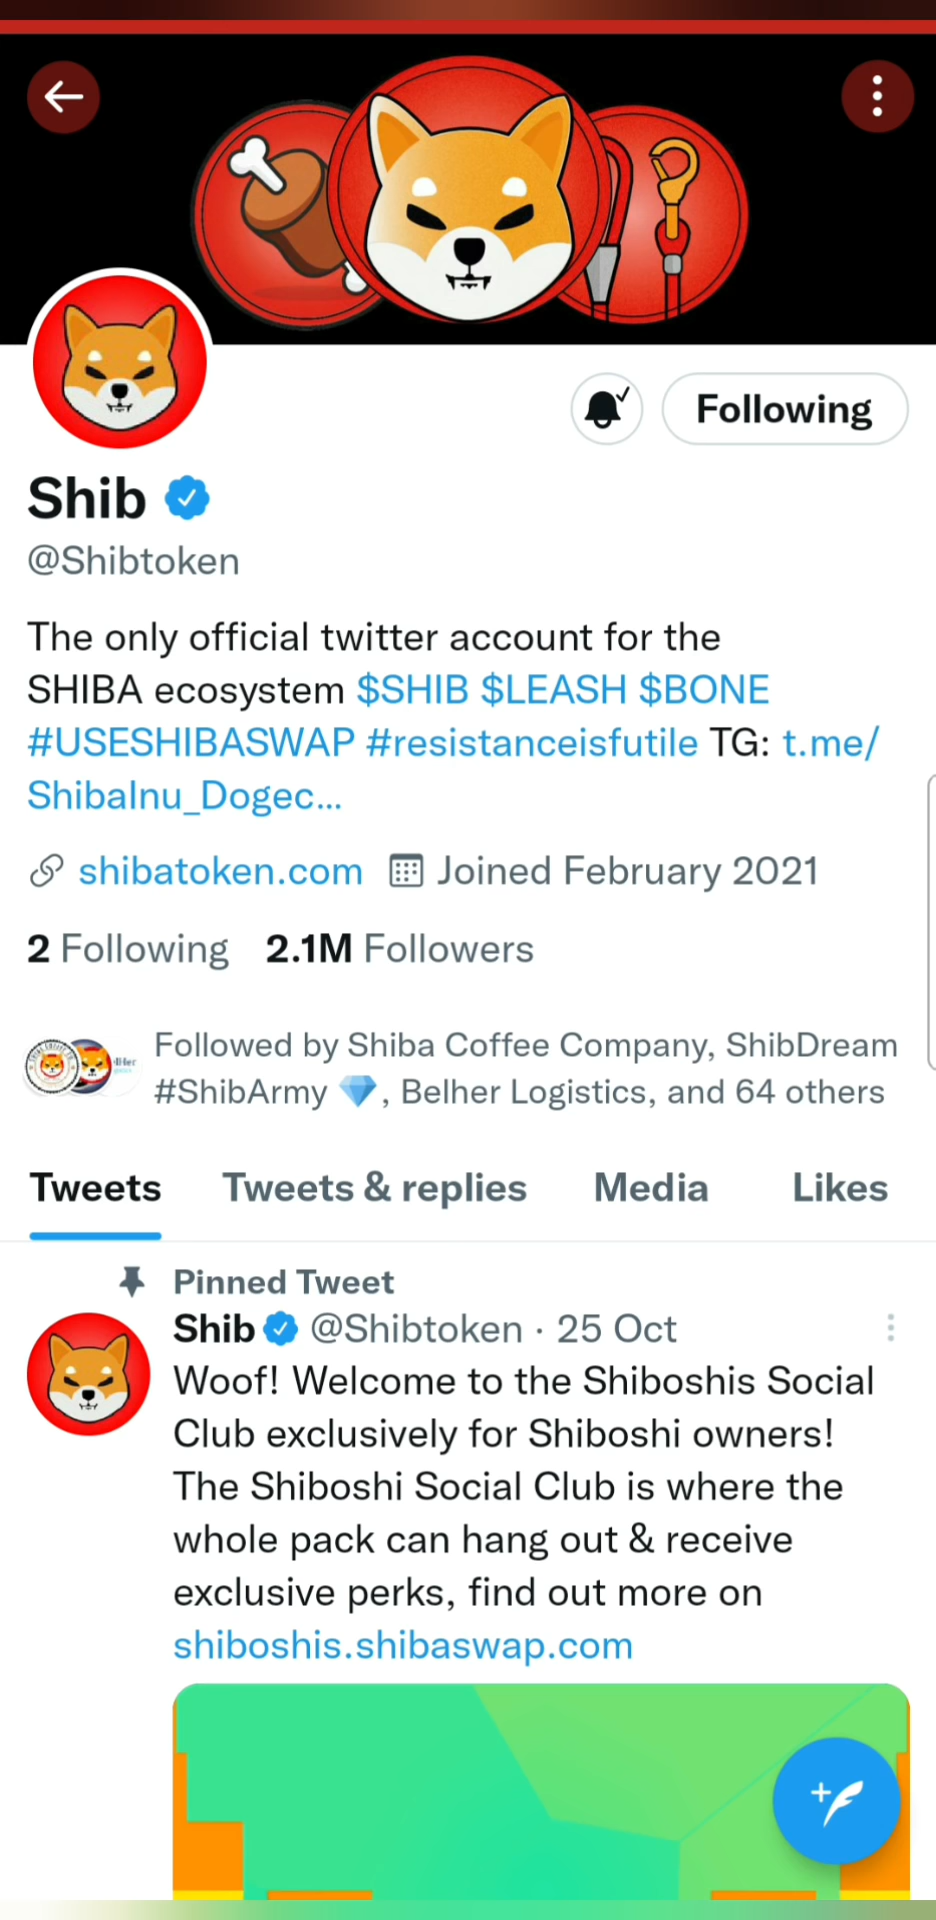 Following
Shib
@Shibtoken
The only official twitter account for the
SHIBA ecosystem $SHIB $LEASH $BONE
#USESHIBASWAP #resistanceisfutile TG: t.me/
ShibaInu_Dogec...
shibatoken.com Joined February 2021
2 Following 2.1M Followers
Followed by Shiba Coffee Company, ShibDream
#ShibArmy 💎, Belher Logistics, and 64 others
Tweets Tweets & replies Media Likes
Pinned Tweet
Shib @Shibtoken · 25 Oct
Woof! Welcome to the Shiboshis Social
Club exclusively for Shiboshi owners!
The Shiboshi Social Club is where the
whole pack can hang out & receive
exclusive perks, find out more on
shiboshis.shibaswap.com